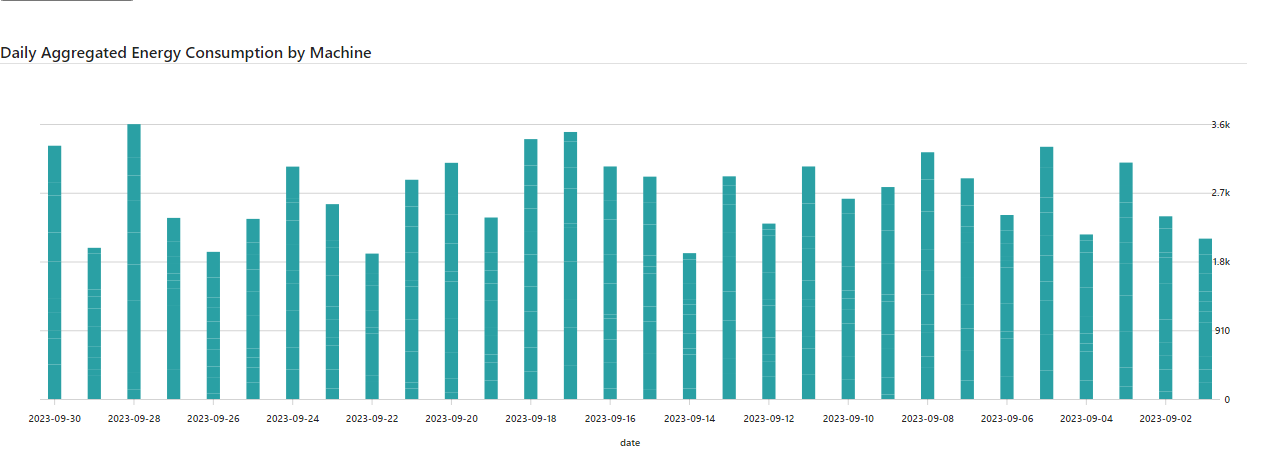 Daily Aggregated Energy Consumption by Machine
3.6k
2.7k
1.8k
910
0
2023-09-30 2023-09-28 2023-09-26 2023-09-24 2023-09-22 2023-09-20 2023-09-18 2023-09-16 2023-09-14 2023-09-12 2023-09-10 2023-09-08 2023-09-06 2023-09-04 2023-09-02
date